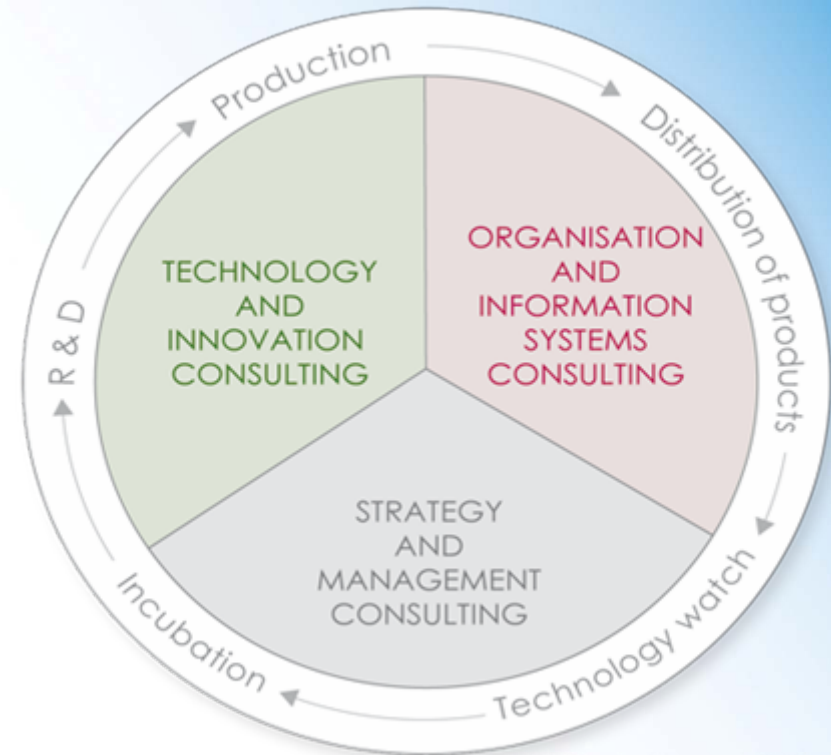 Production
Distribution of products
R & D
TECHNOLOGY
AND
INNOVATION
CONSULTING
ORGANISATION
AND
INFORMATION
SYSTEMS
CONSULTING
STRATEGY
AND
MANAGEMENT
CONSULTING
Incubation
Technology watch